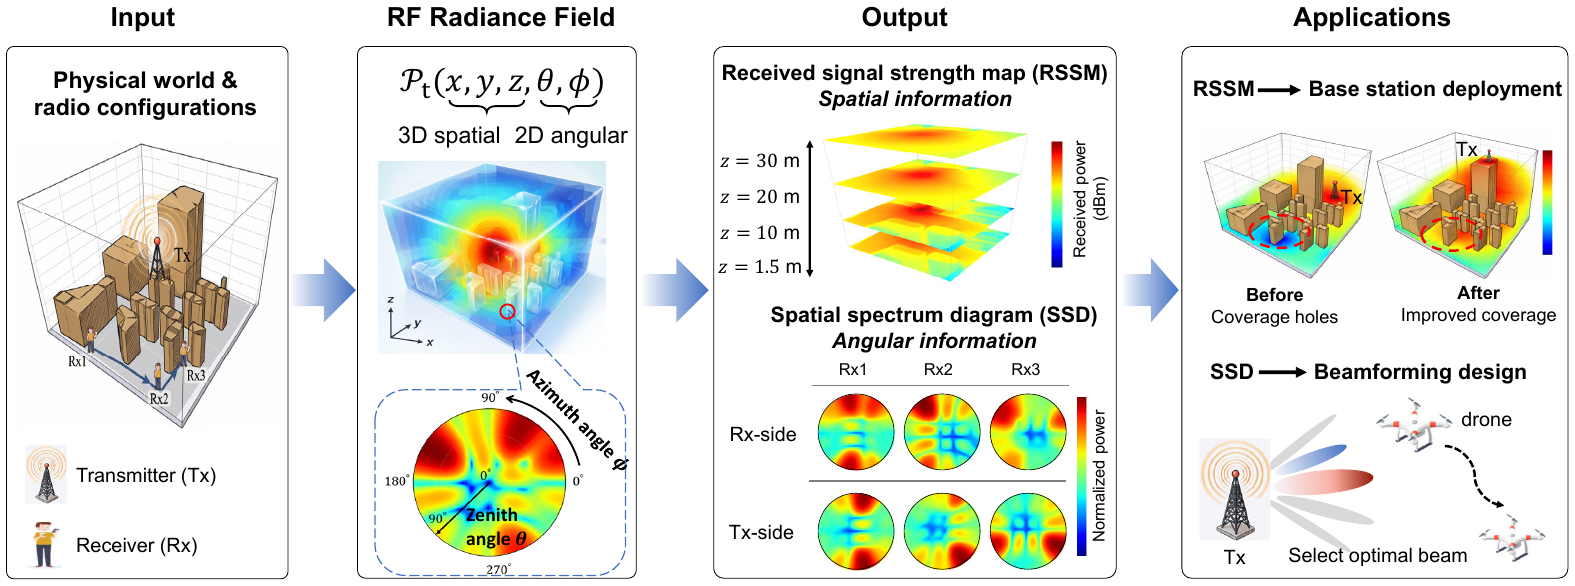 Input
RF Radiance Field
Output
Applications
Physical world &
radio configurations
Tx
Rx1
Rx2
Rx3
Transmitter (Tx)
Receiver (Rx)
𝒫t(x, y, z, θ, ϕ)
3D spatial 2D angular
z
y
x
Azimuth angle ϕ
90°
180°
0°
0°
90°
Zenith
angle θ
270°
Received signal strength map (RSSM)
Spatial information
z = 30 m
z = 20 m
z = 10 m
z = 1.5 m
Received power
(dBm)
Spatial spectrum diagram (SSD)
Angular information
Rx1 Rx2 Rx3
Rx-side
Tx-side
Normalized power
RSSM Base station deployment
Tx
Tx
Before
Coverage holes
After
Improved coverage
SSD Beamforming design
drone
Tx
Select optimal beam